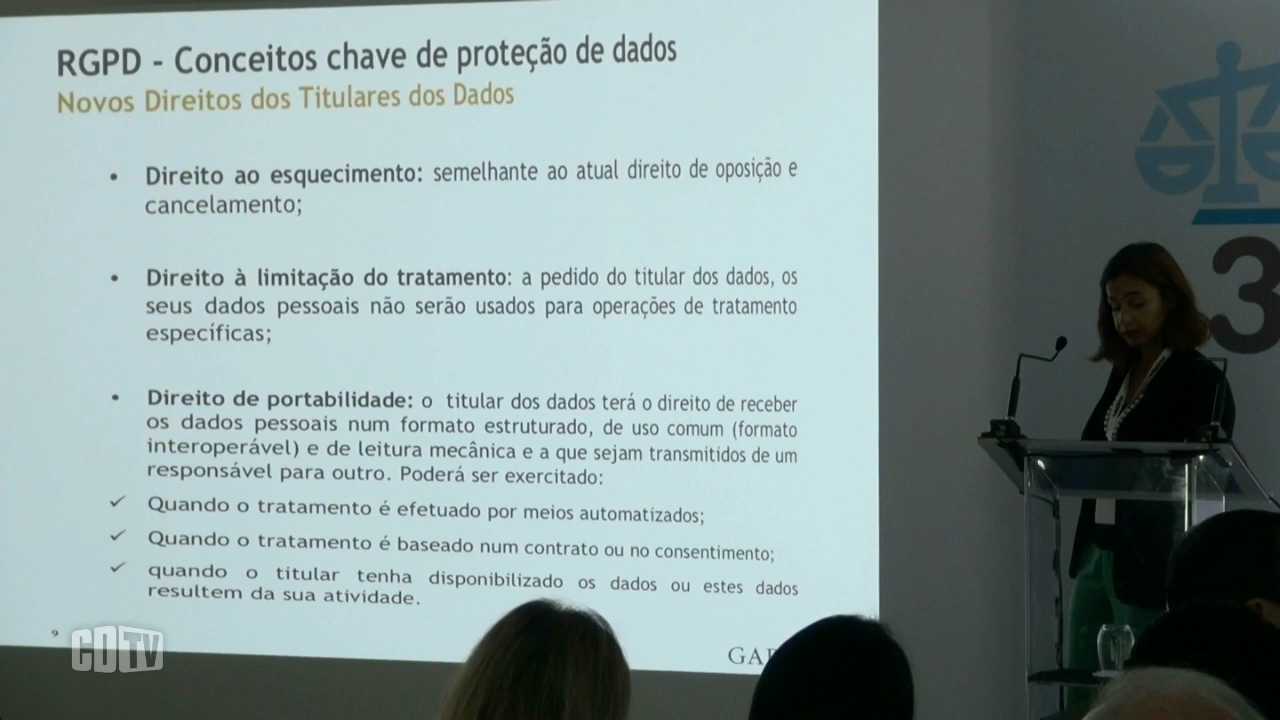 RGPD - Conceitos chave de proteção de dados
Novos Direitos dos Titulares dos Dados
• Direito ao esquecimento: semelhante ao atual direito de oposição e
cancelamento;
• Direito à limitação do tratamento: a pedido do titular dos dados, os
seus dados pessoais não serão usados para operações de tratamento
específicas;
• Direito de portabilidade: o titular dos dados terá o direito de receber
os dados pessoais num formato estruturado, de uso comum (formato
interoperável) e de leitura mecânica e a que sejam transmitidos de um
responsável para outro. Poderá ser exercitado:
✓ Quando o tratamento é efetuado por meios automatizados;
✓ Quando o tratamento é baseado num contrato ou no consentimento;
✓ quando o titular tenha disponibilizado os dados ou estes dados
resultem da sua atividade.
9
CDTV
3